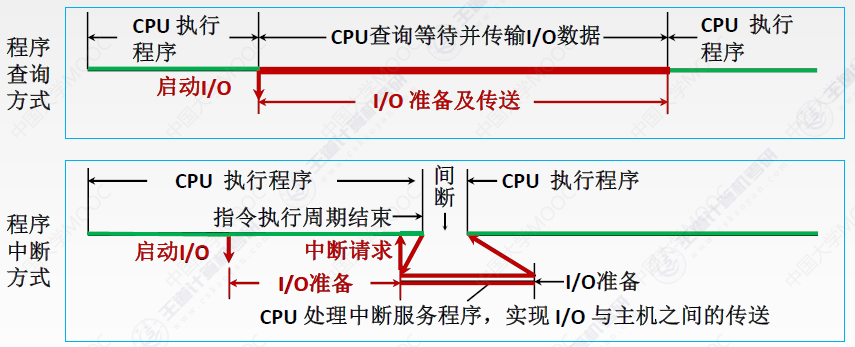 程序
查询
方式
CPU 执行
程序
CPU查询等待并传输I/O数据
CPU 执行
程序
启动I/O
I/O 准备及传送
程序
中断
方式
CPU 执行程序
间
断
CPU 执行程序
指令执行周期结束
启动I/O
中断请求
I/O准备
I/O准备
CPU 处理中断服务程序，实现 I/O 与主机之间的传送